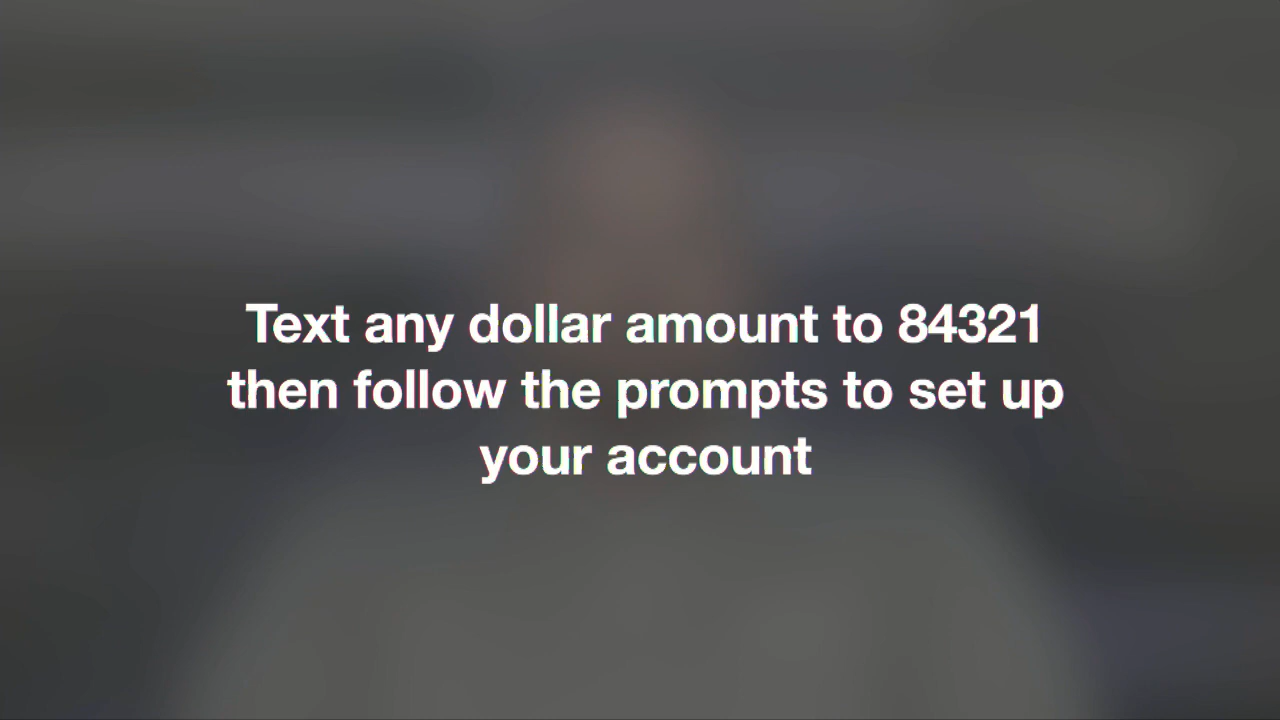 Text any dollar amount to 84321
then follow the prompts to set up
your account